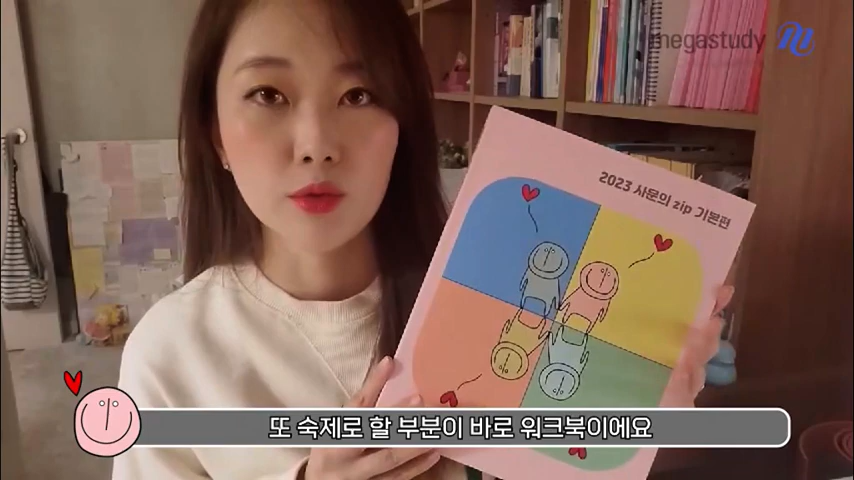 megastudy
2023 사문의 zip 기본편
또 숙제로 할 부분이 바로 워크북이에요